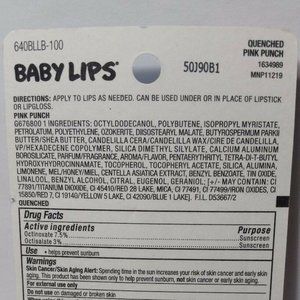 640BLLB-100
QUENCHED
PINK PUNCH
1634989
MNP11219
BABY LIPS®
50J90B1
DIRECTIONS: APPLY TO LIPS AS NEEDED. CAN BE USED UNDER OR IN PLACE OF LIPSTICK
OR LIPGLOSS.
PINK PUNCH
G676800 1 INGREDIENTS: OCTYLDODECANOL, POLYBUTENE, ISOPROPYL MYRISTATE,
PETROLATUM, POLYETHYLENE, OZOKERITE, DIISOSTEARYL MALATE, BUTYROSPERMUM PARKII
BUTTER/SHEA BUTTER, CANDELILLA CERA/CANDELILLA WAX/CIRE DE CANDELILLA,
VP/HEXADECENE COPOLYMER, SILICA DIMETHYL SILYLATE, CALCIUM ALUMINUM
BOROSILICATE, PARFUM/FRAGRANCE, AROMA/FLAVOR, PENTAERYTHRITYL TETRA-DI-T-BUTYL
HYDROXYHYDROCINNAMATE, TOCOPHEROL, TOCOPHERYL ACETATE, SILICA, ALUMINA,
LIMONENE, MEL/HONEY/MIEL, CENTELLA ASIATICA EXTRACT, BENZYL BENZOATE, TIN OXIDE,
LINALOOL, BENZYL ALCOHOL, CITRAL, EUGENOL, GERANIOL; [+/- MAY CONTAIN: CI
77891/TITANIUM DIOXIDE, CI 45410/RED 28 LAKE, MICA, CI 77491, CI 77499/IRON OXIDES, CI
15850/RED 7, CI 19140/YELLOW 5 LAKE, CI 42090/BLUE 1 LAKE]. F.I.L. D53667/2
QUENCHED
Drug Facts
Active ingredients Purpose
Octinoxate 7.5% Sunscreen
Octisalate 3% Sunscreen
Use • helps prevent sunburn
Warnings
Skin Cancer/Skin Aging Alert: Spending time in the sun increases your risk of skin cancer and early skin
aging. This product has been shown only to help prevent sunburn, not skin cancer or early skin aging.
For external use only
Do not use on damaged or broken skin